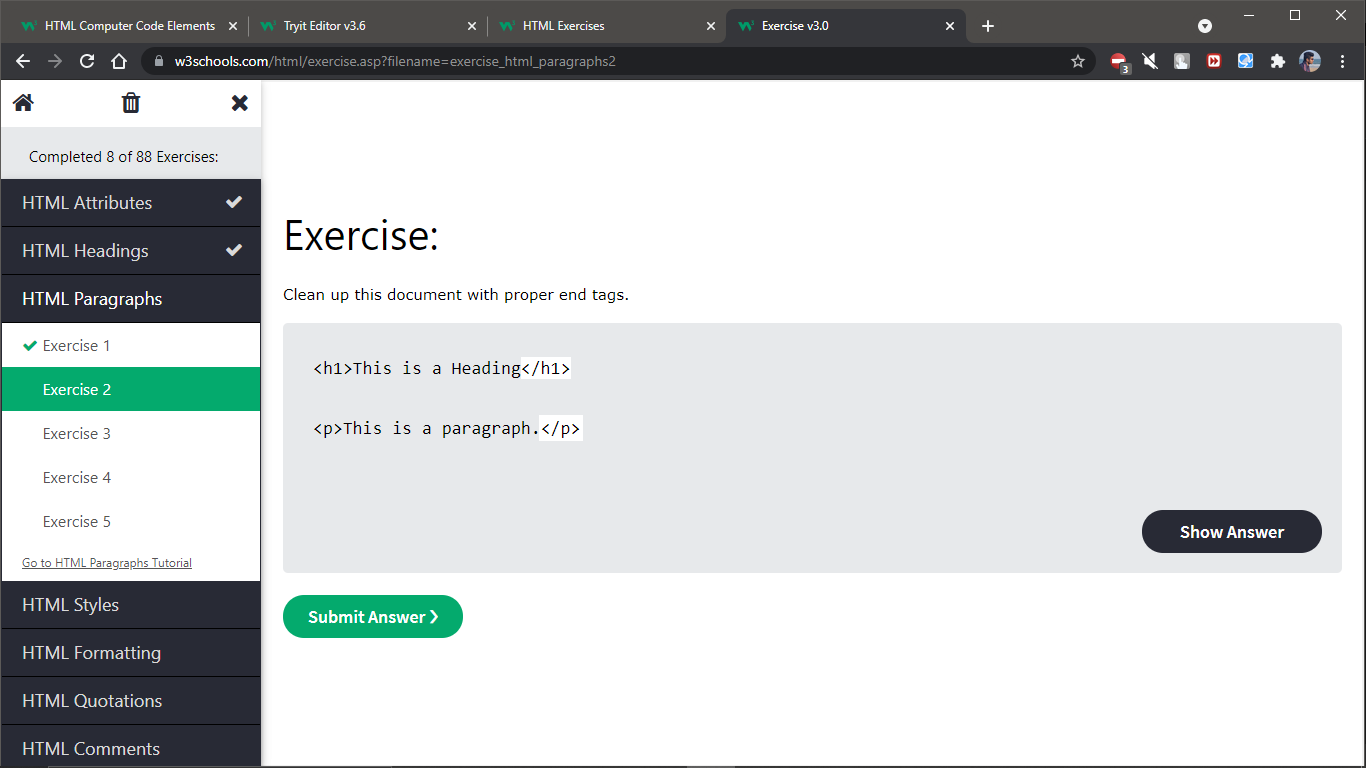 HTML Computer Code Elements
Tryit Editor v3.6
HTML Exercises
Exercise v3.0
w3schools.com/html/exercise.asp?filename=exercise_html_paragraphs2
3
Completed 8 of 88 Exercises:
HTML Attributes
HTML Headings
HTML Paragraphs
Exercise 1
Exercise 2
Exercise 3
Exercise 4
Exercise 5
Go to HTML Paragraphs Tutorial
HTML Styles
HTML Formatting
HTML Quotations
HTML Comments
Exercise:
Clean up this document with proper end tags.
<h1>This is a Heading</h1>
<p>This is a paragraph.</p>
Show Answer
Submit Answer ❯